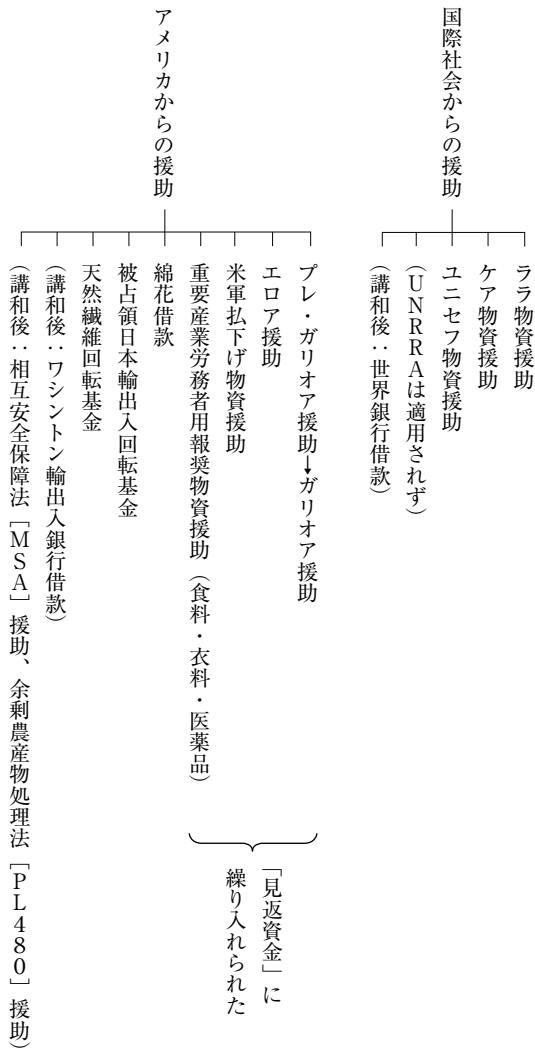 国際社会からの援助
ララ物資援助
ケア物資援助
ユニセフ物資援助
（UNRRAは適用されず）
（講和後：世界銀行借款）
アメリカからの援助
プレ・ガリオア援助→ガリオア援助
エロア援助
米軍払下げ物資援助
重要産業労務者用報奨物資援助（食料・衣料・医薬品）
「見返資金」に
繰り入れられた
綿花借款
被占領日本輸出入回転基金
天然繊維回転基金
（講和後：ワシントン輸出入銀行借款）
（講和後：相互安全保障法［MSA］援助、余剰農産物処理法［PL480］援助）